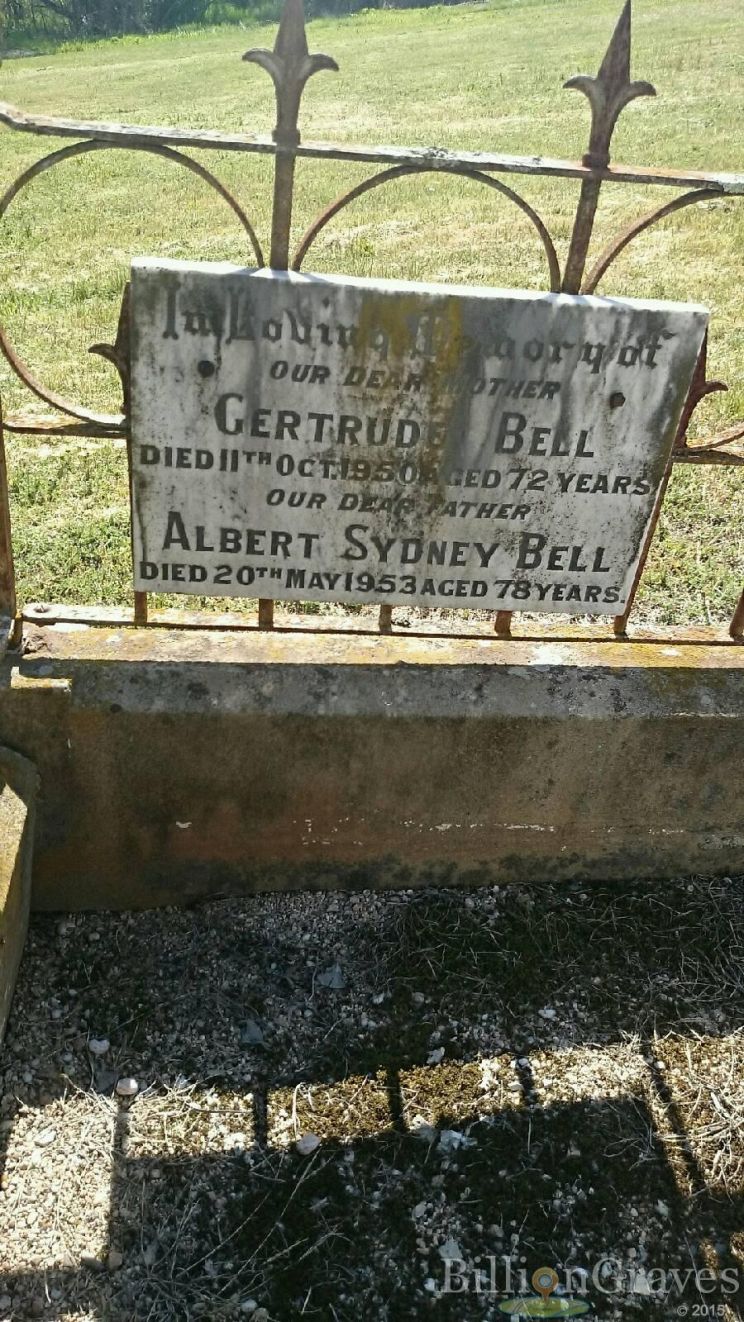 In Loving Memory of
OUR DEAR MOTHER
GERTRUDE BELL
DIED 11TH OCT. 1950 AGED 72 YEARS
OUR DEAR FATHER
ALBERT SYDNEY BELL
DIED 20TH MAY 1953 AGED 78 YEARS.
BillionGraves
© 2015